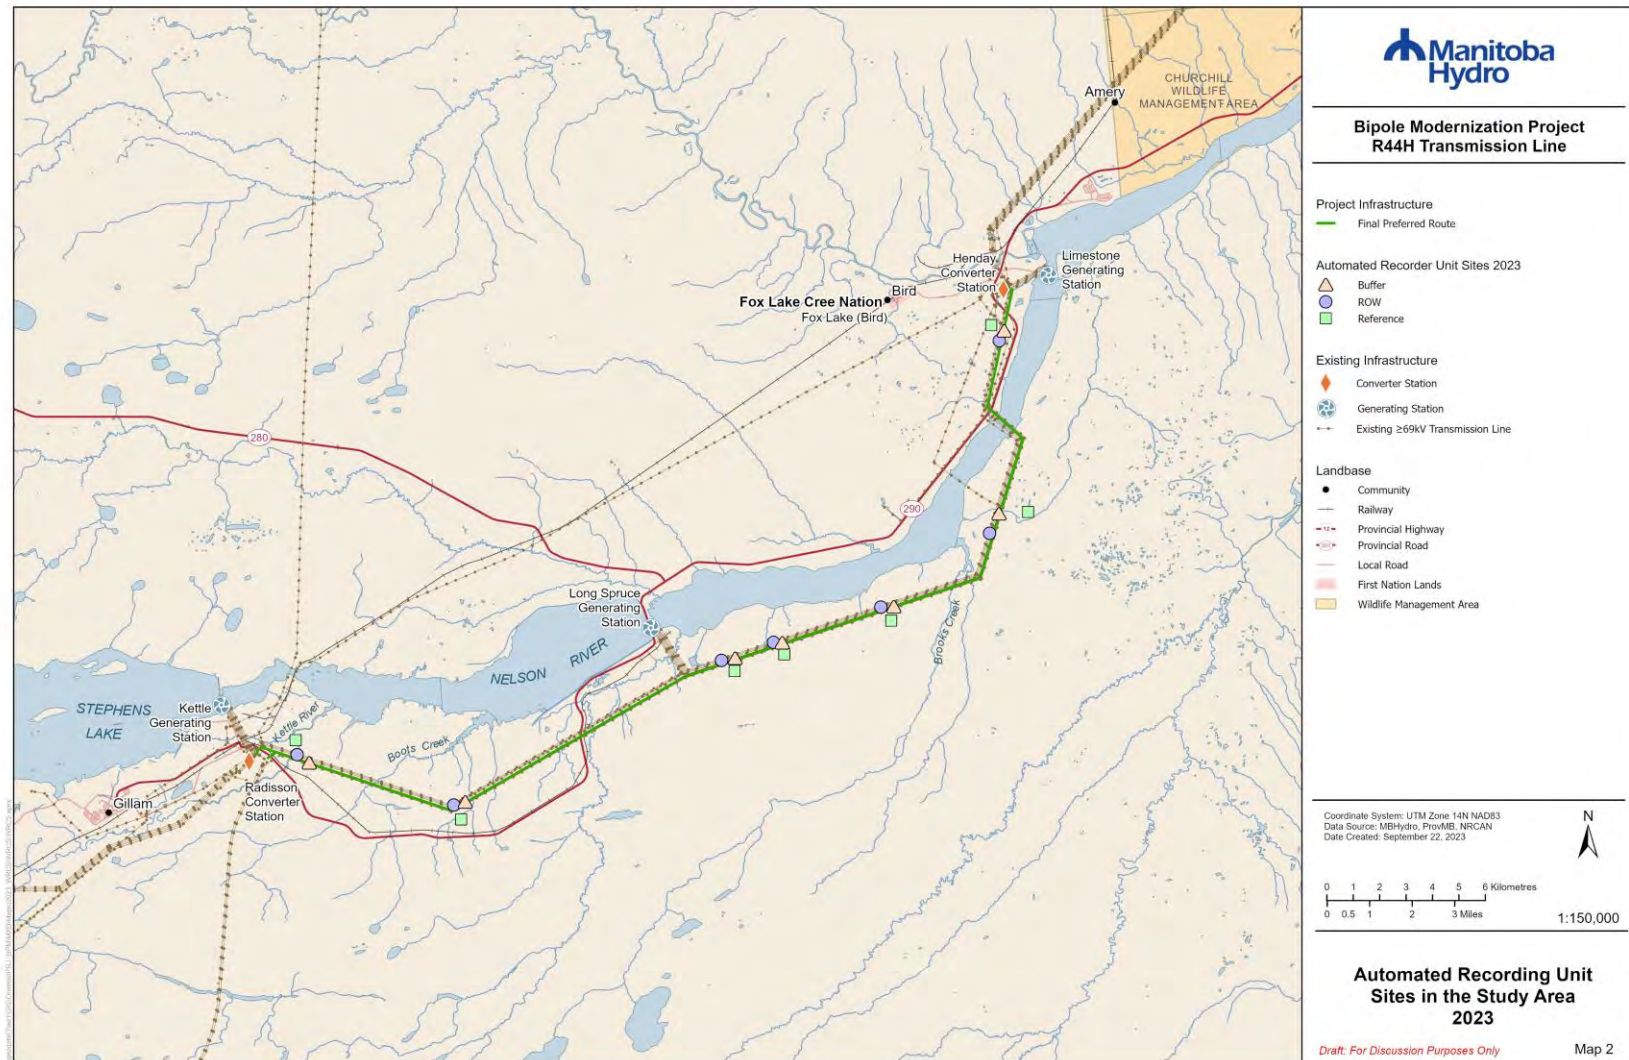 CHURCHILL
WILDLIFE
MANAGEMENT AREA
Amery
Henday
Converter
Station
Limestone
Generating
Station
Bird
Fox Lake Cree Nation
Fox Lake (Bird)
280
290
Long Spruce
Generating
Station
NELSON RIVER
Brooks Creek
STEPHENS
LAKE
Kettle
Generating
Station
Kettle River
Boots Creek
Radisson
Converter
Station
Gillam
Manitoba
Hydro
Bipole Modernization Project
R44H Transmission Line
Project Infrastructure
Final Preferred Route
Automated Recorder Unit Sites 2023
Buffer
ROW
Reference
Existing Infrastructure
Converter Station
Generating Station
Existing ≥69kV Transmission Line
Landbase
Community
Railway
Provincial Highway
Provincial Road
Local Road
First Nation Lands
Wildlife Management Area
Coordinate System: UTM Zone 14N NAD83
Data Source: MBHydro, ProvMB, NRCAN
Date Created: September 22, 2023
N
0 1 2 3 4 5 6 Kilometres
0 0.5 1 2 3 Miles
1:150,000
Automated Recording Unit
Sites in the Study Area
2023
Draft: For Discussion Purposes Only
Map 2